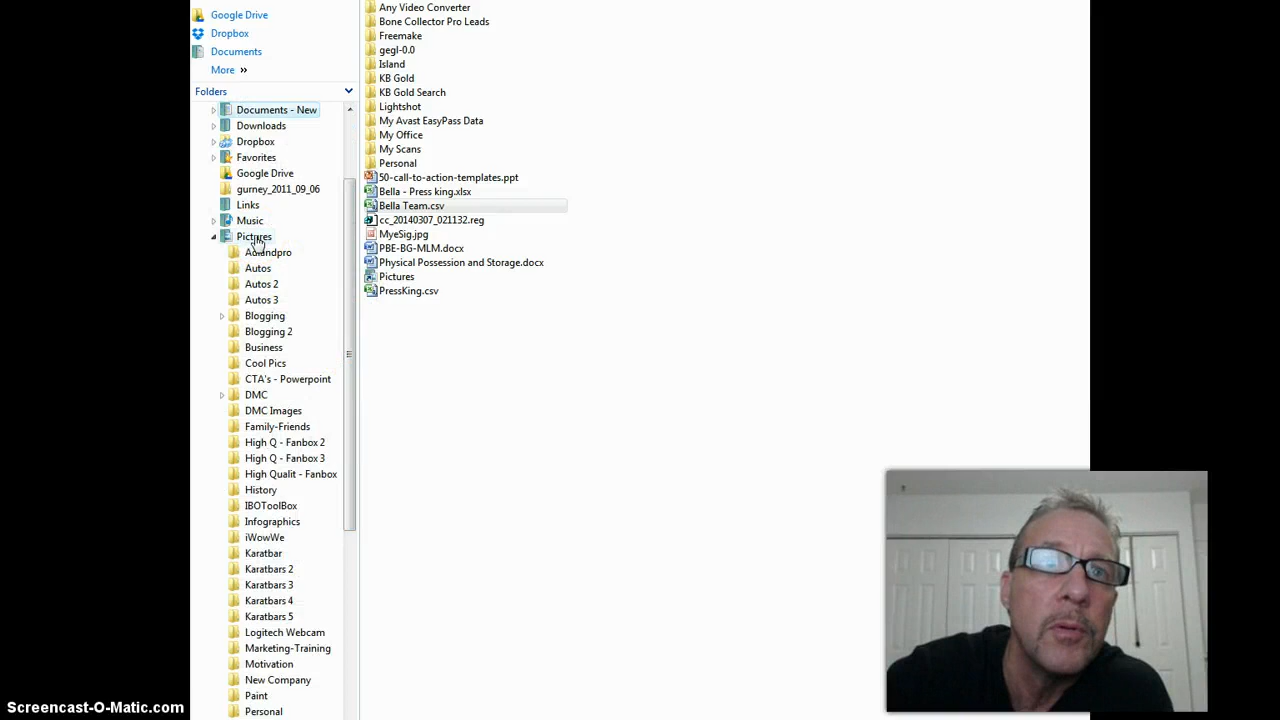 Google Drive
Dropbox
Documents
More »
Folders
Documents - New
Downloads
Dropbox
Favorites
Google Drive
gurney_2011_09_06
Links
Music
Pictures
Adlandpro
Autos
Autos 2
Autos 3
Blogging
Blogging 2
Business
Cool Pics
CTA's - Powerpoint
DMC
DMC Images
Family-Friends
High Q - Fanbox 2
High Q - Fanbox 3
High Qualit - Fanbox
History
IBOToolBox
Infographics
iWowWe
Karatbar
Karatbars 2
Karatbars 3
Karatbars 4
Karatbars 5
Logitech Webcam
Marketing-Training
Motivation
New Company
Paint
Personal
Any Video Converter
Bone Collector Pro Leads
Freemake
gegl-0.0
Island
KB Gold
KB Gold Search
Lightshot
My Avast EasyPass Data
My Office
My Scans
Personal
50-call-to-action-templates.ppt
Bella - Press king.xlsx
Bella Team.csv
cc_20140307_021132.reg
MyeSig.jpg
PBE-BG-MLM.docx
Physical Possession and Storage.docx
Pictures
PressKing.csv
Screencast-O-Matic.com